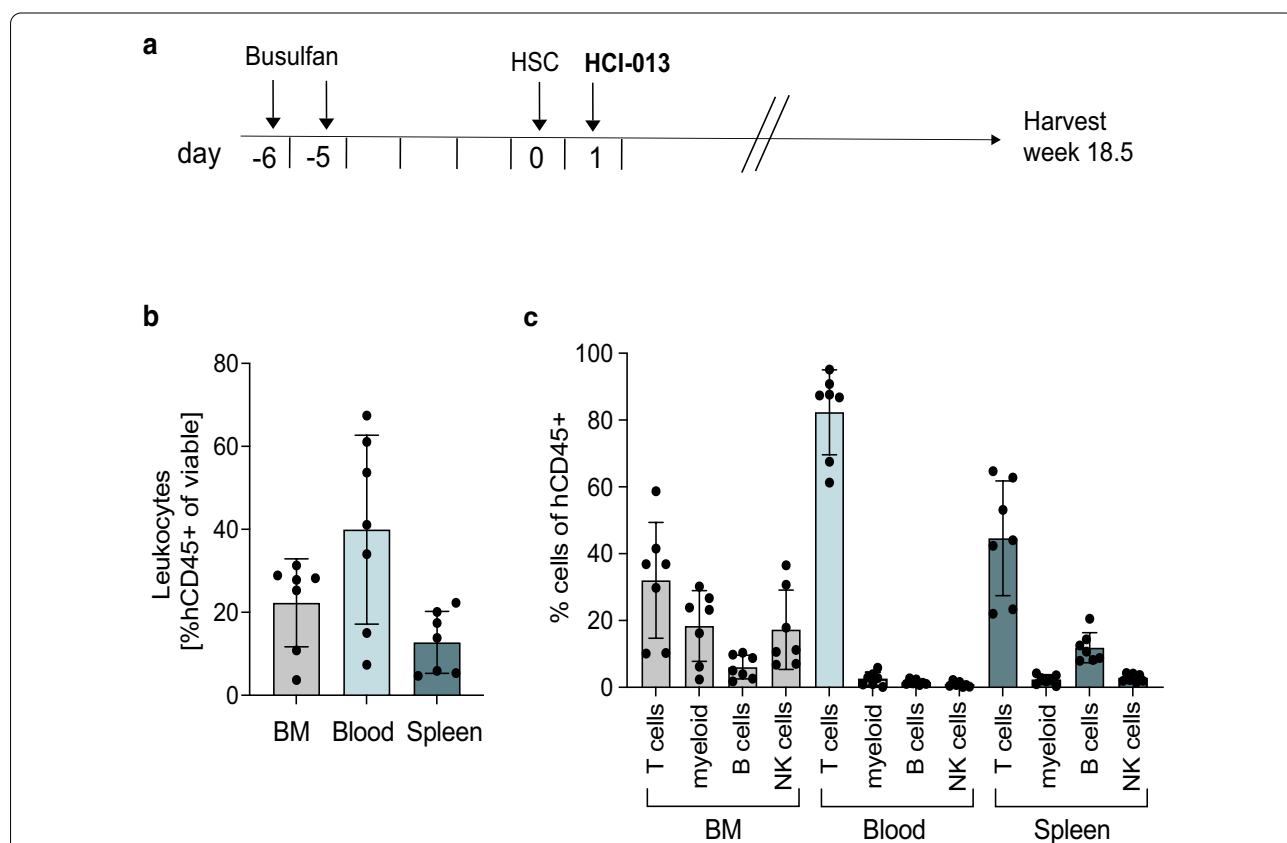 a
Busulfan
HSC
HCI-013
day
-6
-5
0
1
Harvest
week 18.5
b
Leukocytes
[%hCD45+ of viable]
80
60
40
20
0
BM
Blood
Spleen
c
% cells of hCD45+
100
80
60
40
20
0
T cells
myeloid
B cells
NK cells
T cells
myeloid
B cells
NK cells
T cells
myeloid
B cells
NK cells
BM
Blood
Spleen